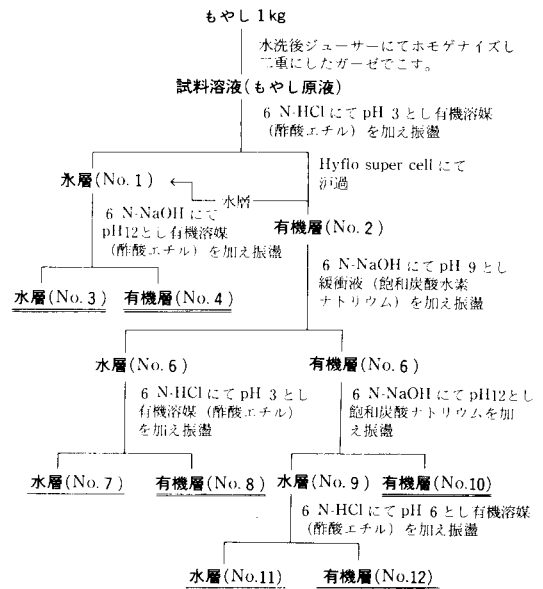 もやし 1kg
水洗後ジューサーにてホモゲナイズし
二重にしたガーゼでこす。
試料溶液(もやし原液)
6 N-HCl にて pH 3 とし有機溶媒
(酢酸エチル) を加え振盪
Hyflo super cell にて
沪過
水層(No. 1)
水層
有機層(No. 2)
6 N-NaOH にて
pH12とし有機溶媒
(酢酸エチル) を加え振盪
6 N-NaOH にて pH 9 とし
緩衝液 (飽和炭酸水素
ナトリウム) を加え振盪
水層(No. 3) 有機層(No. 4)
水層(No. 6) 有機層(No. 6)
6 N-HCl にて pH 3 とし
有機溶媒 (酢酸エチル)
を加え振盪
6 N-NaOH にて pH12とし
飽和炭酸ナトリウムを加
え振盪
水層(No. 7) 有機層(No. 8) 水層(No. 9) 有機層(No.10)
6 N-HCl にて pH 6 とし有機溶媒
(酢酸エチル) を加え振盪
水層(No.11) 有機層(No.12)